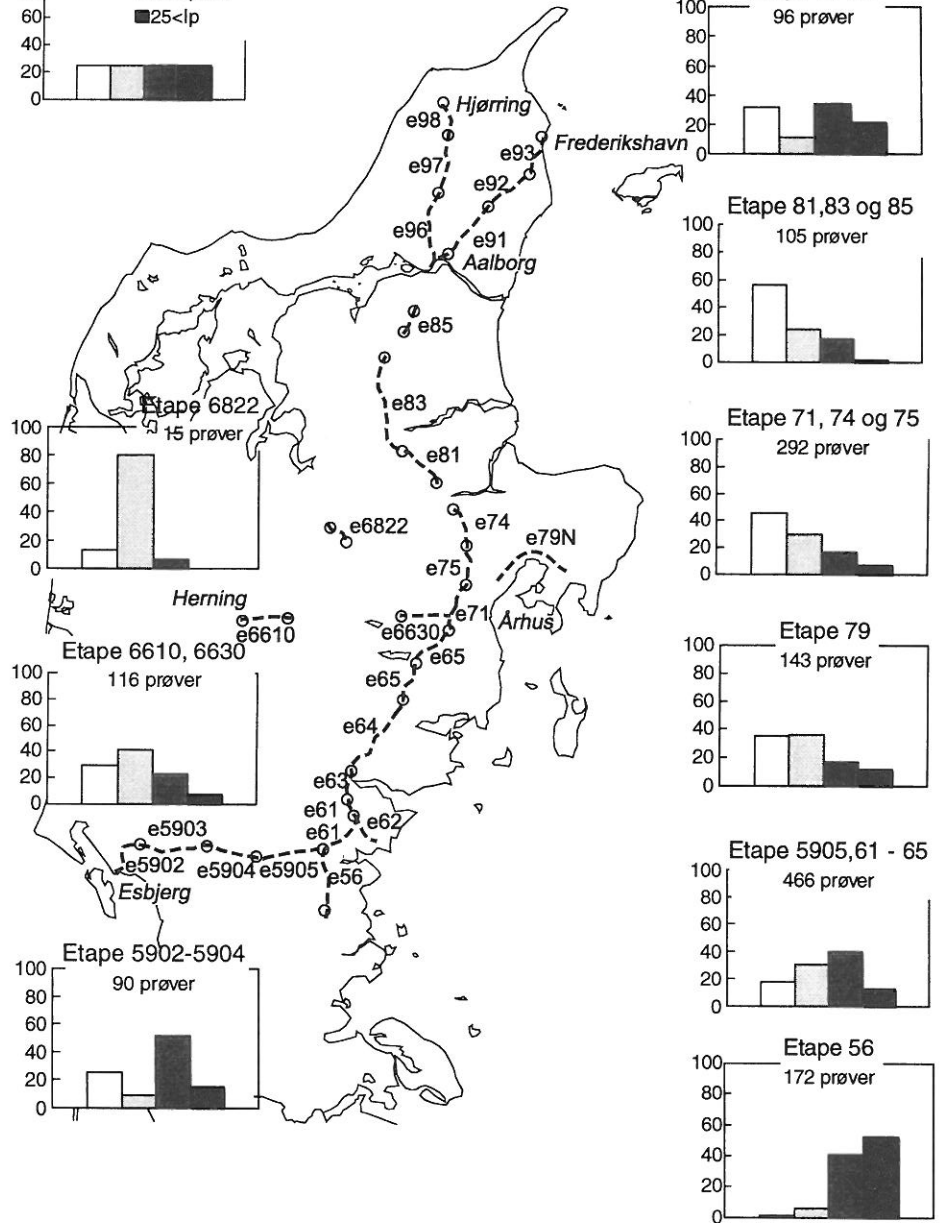 60
40
20
0
25<Ip
100
80
60
40
20
0
96 prøver
Hjørring
e98
Frederikshavn
e97
e93
e92
e96
e91
Aalborg
Etape 81,83 og 85
105 prøver
100
80
60
40
20
0
e85
e83
e81
Etape 6822
15 prøver
100
80
60
40
20
0
Etape 71, 74 og 75
292 prøver
100
80
60
40
20
0
e6822
e74
e79N
e75
Herning
e6610
e6630
e71
Århus
e65
Etape 6610, 6630
116 prøver
100
80
60
40
20
0
Etape 79
143 prøver
100
80
60
40
20
0
e65
e64
e63
e61
e62
e61
e5903
e5902
e5904
e5905
e56
Esbjerg
Etape 5905,61 - 65
466 prøver
100
80
60
40
20
0
Etape 5902-5904
90 prøver
100
80
60
40
20
0
Etape 56
172 prøver
100
80
60
40
20
0